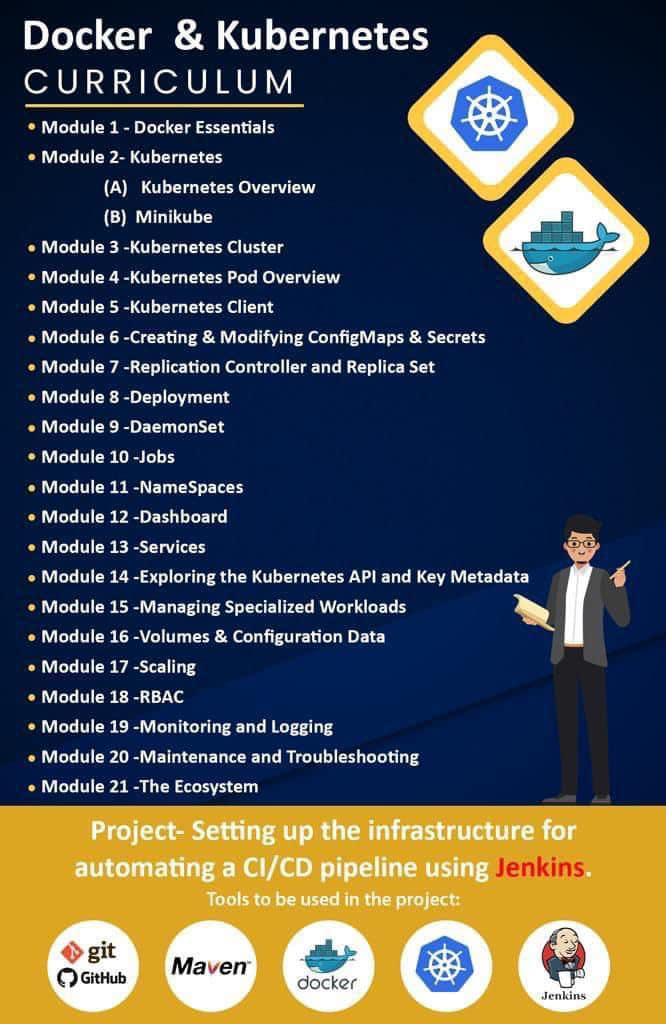 Docker & Kubernetes
CURRICULUM
• Module 1 - Docker Essentials
• Module 2- Kubernetes
(A) Kubernetes Overview
(B) Minikube
• Module 3 -Kubernetes Cluster
• Module 4 -Kubernetes Pod Overview
• Module 5 -Kubernetes Client
• Module 6 -Creating & Modifying ConfigMaps & Secrets
• Module 7 -Replication Controller and Replica Set
• Module 8 -Deployment
• Module 9 -DaemonSet
• Module 10 -Jobs
• Module 11 -NameSpaces
• Module 12 -Dashboard
• Module 13 -Services
• Module 14 -Exploring the Kubernetes API and Key Metadata
• Module 15 -Managing Specialized Workloads
• Module 16 -Volumes & Configuration Data
• Module 17 -Scaling
• Module 18 -RBAC
• Module 19 -Monitoring and Logging
• Module 20 -Maintenance and Troubleshooting
• Module 21 -The Ecosystem
Project- Setting up the infrastructure for
automating a CI/CD pipeline using Jenkins.
Tools to be used in the project:
git
GitHub
Maven™
docker
Jenkins